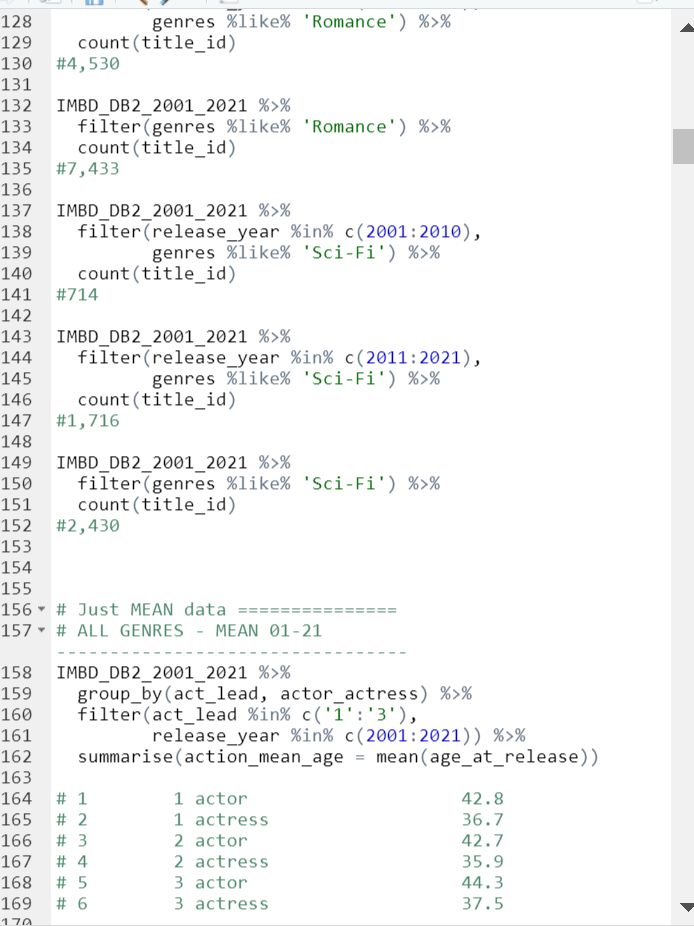 128 genres %like% 'Romance') %>%
129 count(title_id)
130 #4,530
131
132 IMBD_DB2_2001_2021 %>%
133 filter(genres %like% 'Romance') %>%
134 count(title_id)
135 #7,433
136
137 IMBD_DB2_2001_2021 %>%
138 filter(release_year %in% c(2001:2010),
139 genres %like% 'Sci-Fi') %>%
140 count(title_id)
141 #714
142
143 IMBD_DB2_2001_2021 %>%
144 filter(release_year %in% c(2011:2021),
145 genres %like% 'Sci-Fi') %>%
146 count(title_id)
147 #1,716
148
149 IMBD_DB2_2001_2021 %>%
150 filter(genres %like% 'Sci-Fi') %>%
151 count(title_id)
152 #2,430
153
154
155
156 # Just MEAN data ===============
157 # ALL GENRES - MEAN 01-21
---------------------------------
158 IMBD_DB2_2001_2021 %>%
159 group_by(act_lead, actor_actress) %>%
160 filter(act_lead %in% c('1':'3'),
161 release_year %in% c(2001:2021)) %>%
162 summarise(action_mean_age = mean(age_at_release))
163
164 # 1 1 actor 42.8
165 # 2 1 actress 36.7
166 # 3 2 actor 42.7
167 # 4 2 actress 35.9
168 # 5 3 actor 44.3
169 # 6 3 actress 37.5
170